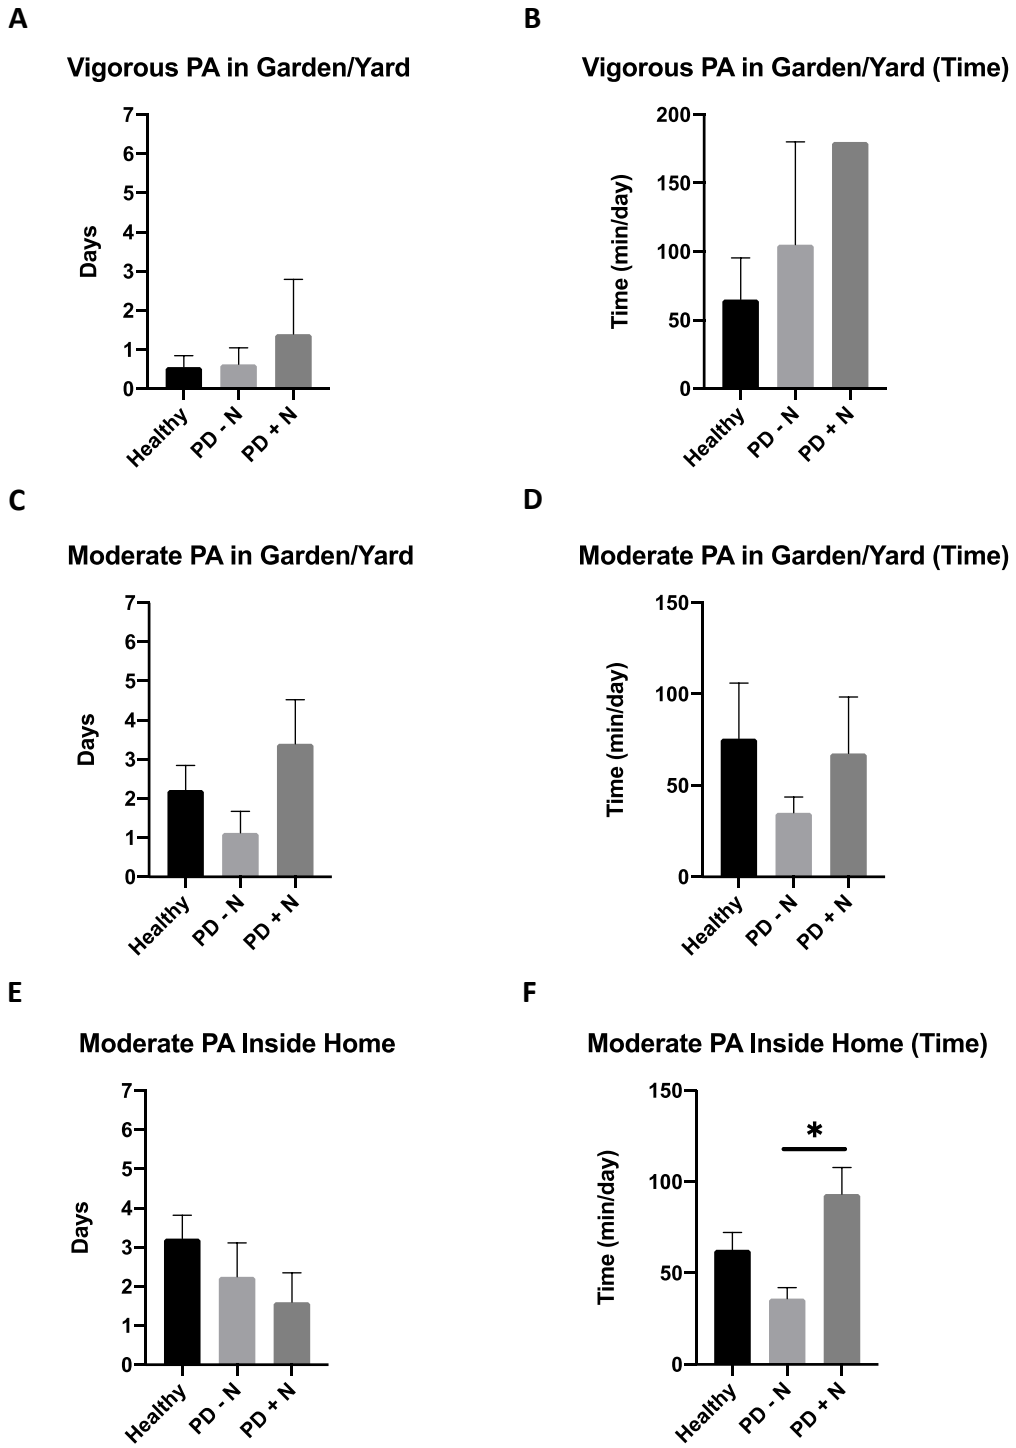 A
Vigorous PA in Garden/Yard
7
6
5
4
3
2
1
0
Days
Healthy
PD - N
PD + N
B
Vigorous PA in Garden/Yard (Time)
200
150
100
50
0
Time (min/day)
Healthy
PD - N
PD + N
C
Moderate PA in Garden/Yard
7
6
5
4
3
2
1
0
Days
Healthy
PD - N
PD + N
D
Moderate PA in Garden/Yard (Time)
150
100
50
0
Time (min/day)
Healthy
PD - N
PD + N
E
Moderate PA Inside Home
7
6
5
4
3
2
1
0
Days
Healthy
PD - N
PD + N
F
Moderate PA Inside Home (Time)
150
100
50
0
Time (min/day)
*
Healthy
PD - N
PD + N